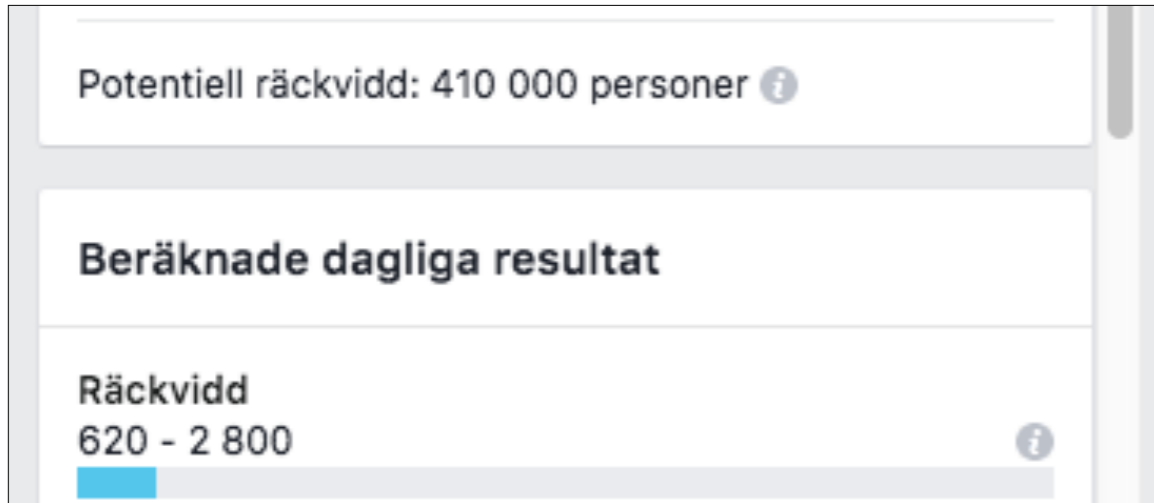 Potentiell räckvidd: 410 000 personer
Beräknade dagliga resultat
Räckvidd
620 - 2 800